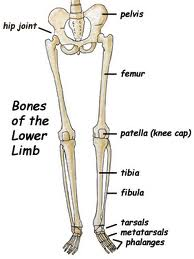 pelvis
hip joint
femur
Bones
of the
Lower
Limb
patella (knee cap)
tibia
fibula
tarsals
metatarsals
phalanges